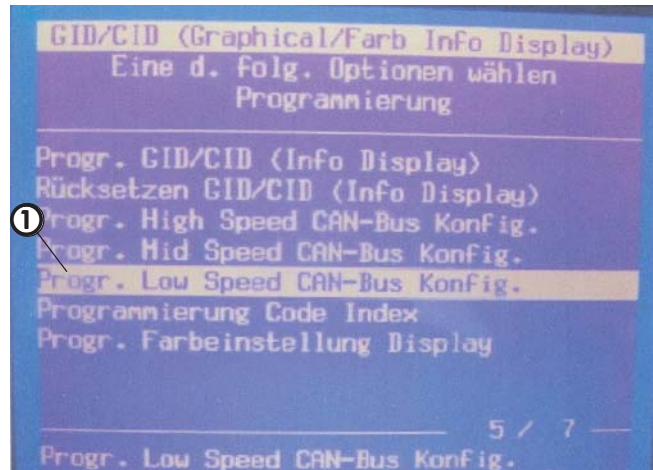 GID/CID (Graphical/Farb Info Display)
Eine d. folg. Optionen wählen
Programmierung
Progr. GID/CID (Info Display)
Rücksetzen GID/CID (Info Display)
1
Progr. High Speed CAN-Bus Konfig.
Progr. Mid Speed CAN-Bus Konfig.
Progr. Low Speed CAN-Bus Konfig.
Programmierung Code Index
Progr. Farbeinstellung Display
5 / 7
Progr. Low Speed CAN-Bus Konfig.